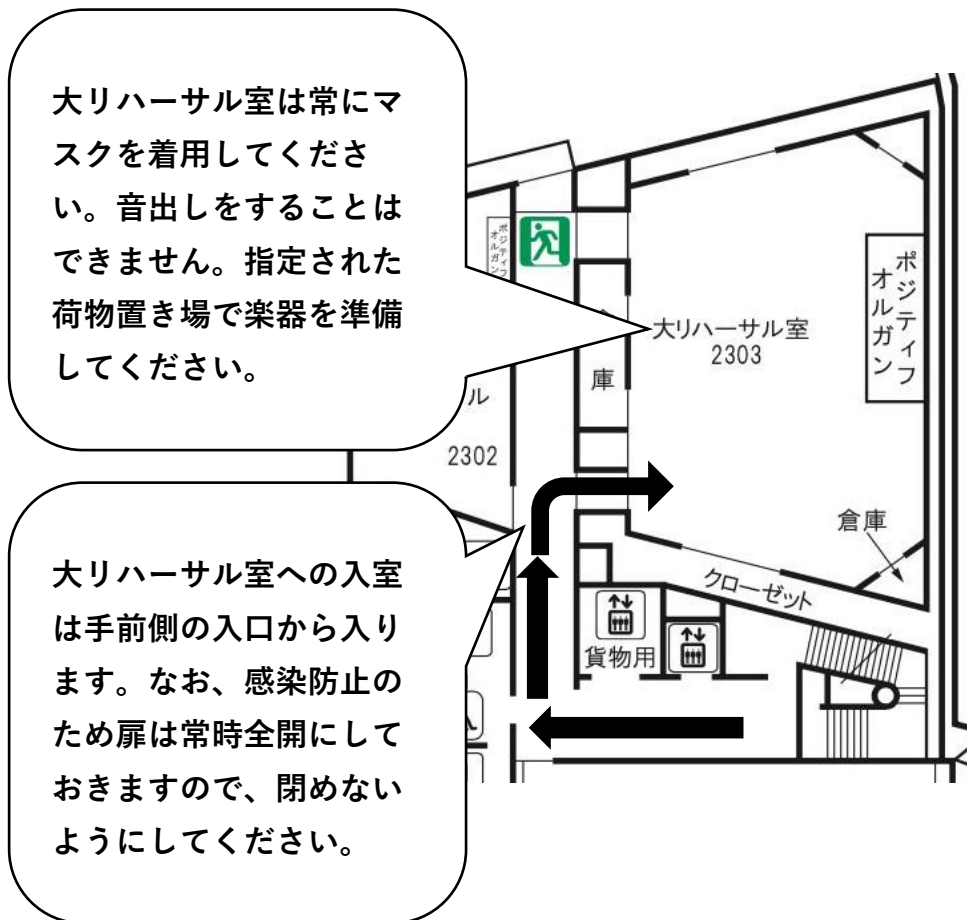 大リハーサル室は常にマ
スクを着用してくださ
い。音出しをすることは
できません。指定された
荷物置き場で楽器を準備
してください。
ポジティフ
オルガン
大リハーサル室
2303
ポジティフ
オルガン
庫
ル
2302
大リハーサル室への入室
は手前側の入口から入り
ます。なお、感染防止の
ため扉は常時全開にして
おきますので、閉めない
ようにしてください。
倉庫
クローゼット
貨物用